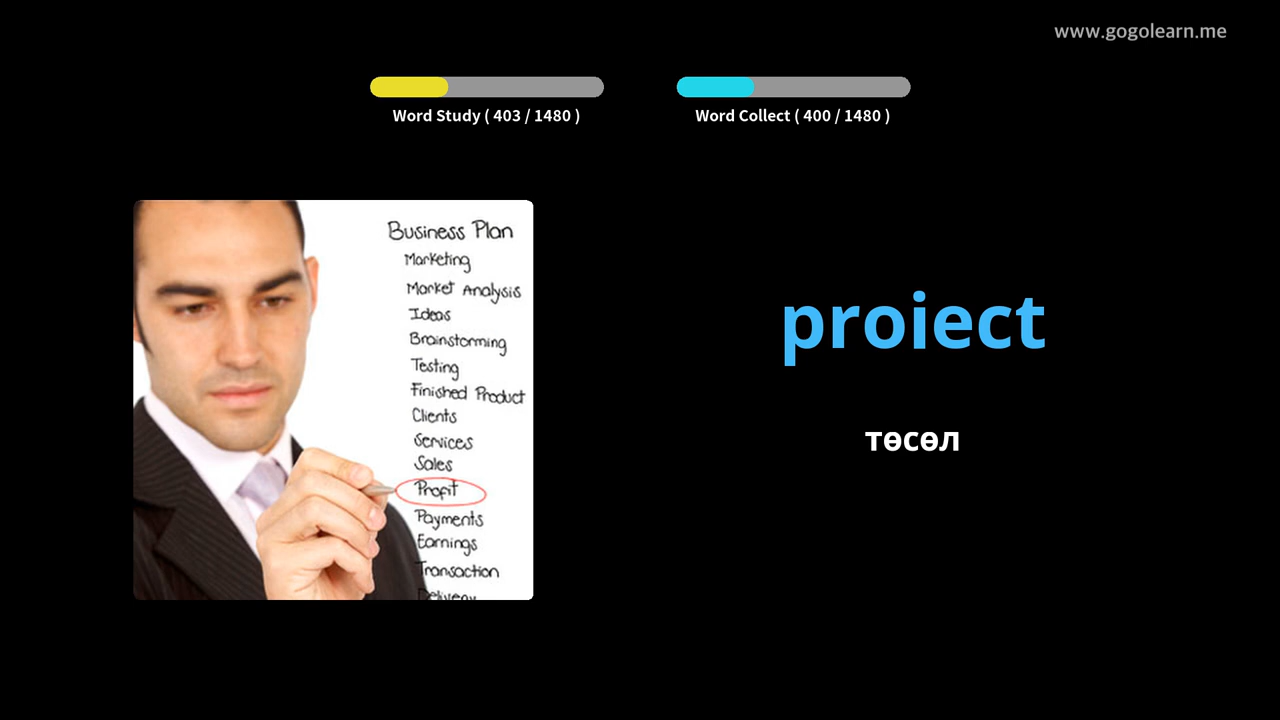 www.gogolearn.me
Word Study ( 403 / 1480 )
Word Collect ( 400 / 1480 )
Business Plan
Marketing
Market Analysis
Ideas
Brainstorming
Testing
Finished Product
Clients
Services
Sales
Profit
Payments
Earnings
Transaction
Delivery
proiect
төсөл